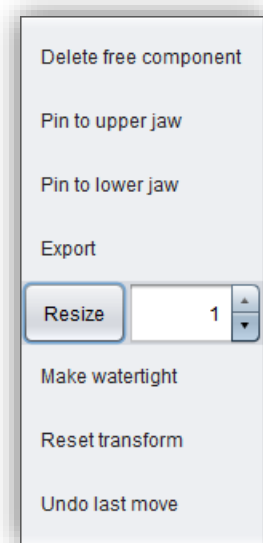 Delete free component
Pin to upper jaw
Pin to lower jaw
Export
Resize 1
Make watertight
Reset transform
Undo last move